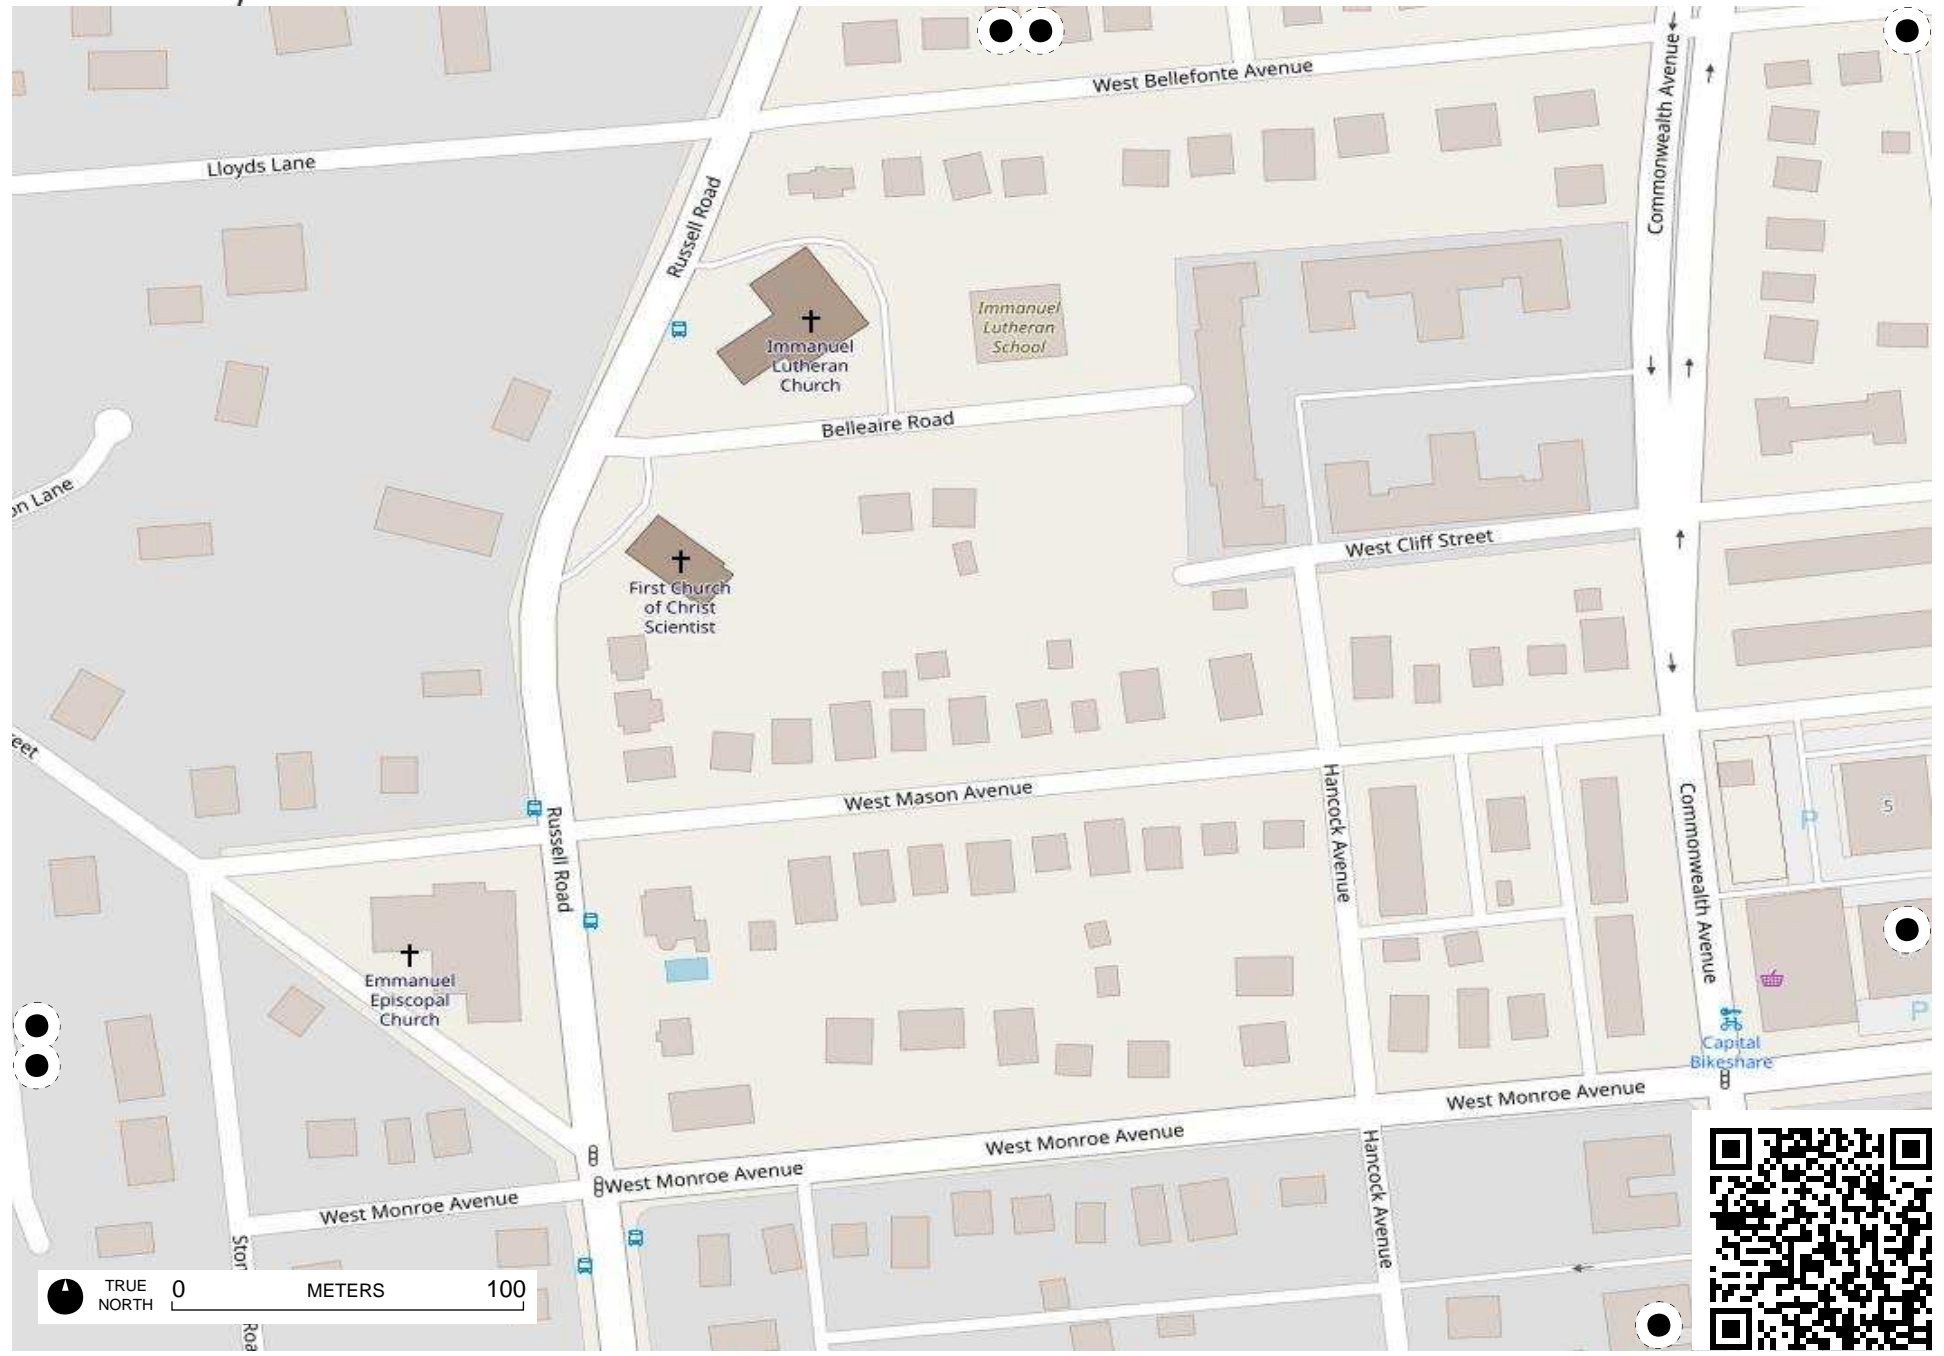 West Bellefonte Avenue
Commonwealth Avenue
Lloyds Lane
Russell Road
Immanuel
Lutheran
School
Immanuel
Lutheran
Church
Belleaire Road
on Lane
West Cliff Street
First Church
of Christ
Scientist
eet
West Mason Avenue
Hancock Avenue
Commonwealth Avenue
5
P
Russell Road
Emmanuel
Episcopal
Church
P
Capital
Bikeshare
West Monroe Avenue
West Monroe Avenue
West Monroe Avenue
West Monroe Avenue
Hancock Avenue
Ston
Roa
TRUE
NORTH
0 METERS 100